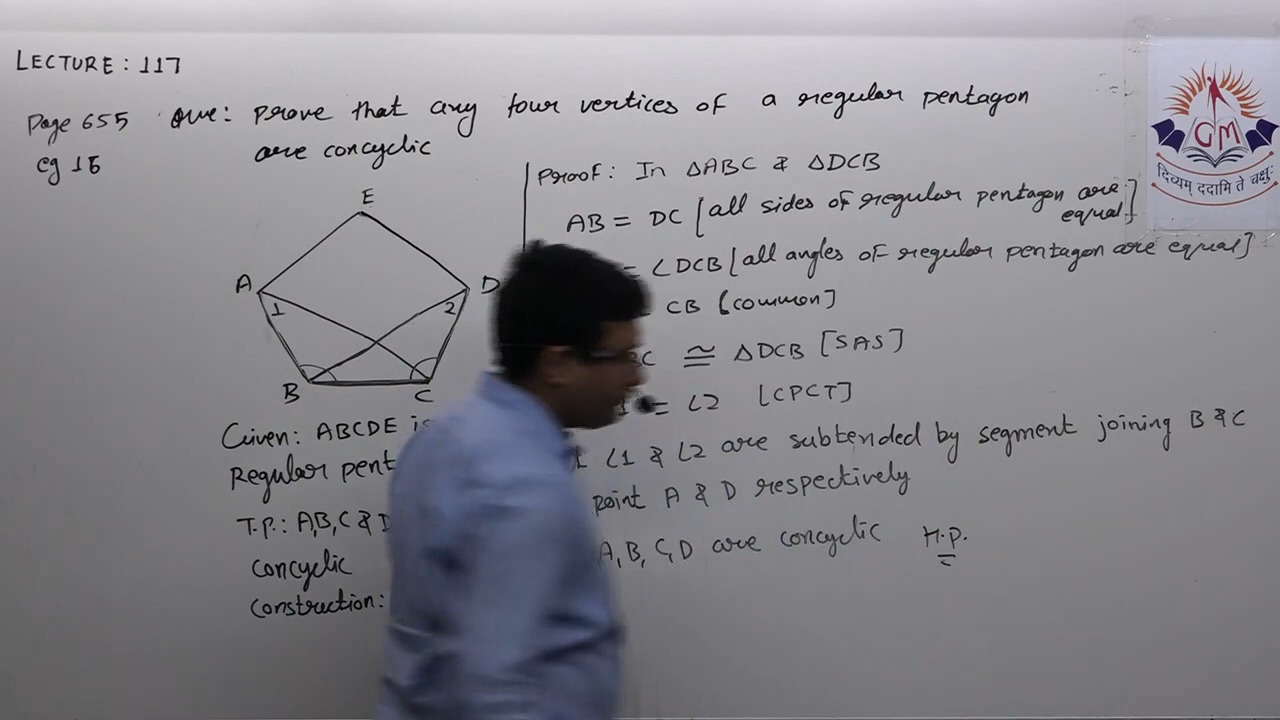 LECTURE: 117
Page 655 Que: Prove that any four vertices of a regular pentagon
eg 15 are concyclic
E
A
D
1
2
B
C
Given: ABCDE is
Regular pent
T.P.: A,B,C & D
concyclic
Construction:
Proof: In ΔABC & ΔDCB
AB = DC [all sides of regular pentagon are
equal]
= ∠DCB [all angles of regular pentagon are equal]
CB [common]
BC ≅ ΔDCB [SAS]
1 = ∠2 [CPCT]
∠1 & ∠2 are subtended by segment joining B & C
point A & D respectively
A, B, C, D are concyclic H.P.
GM
दिव्यम् ददामि ते चक्षुः